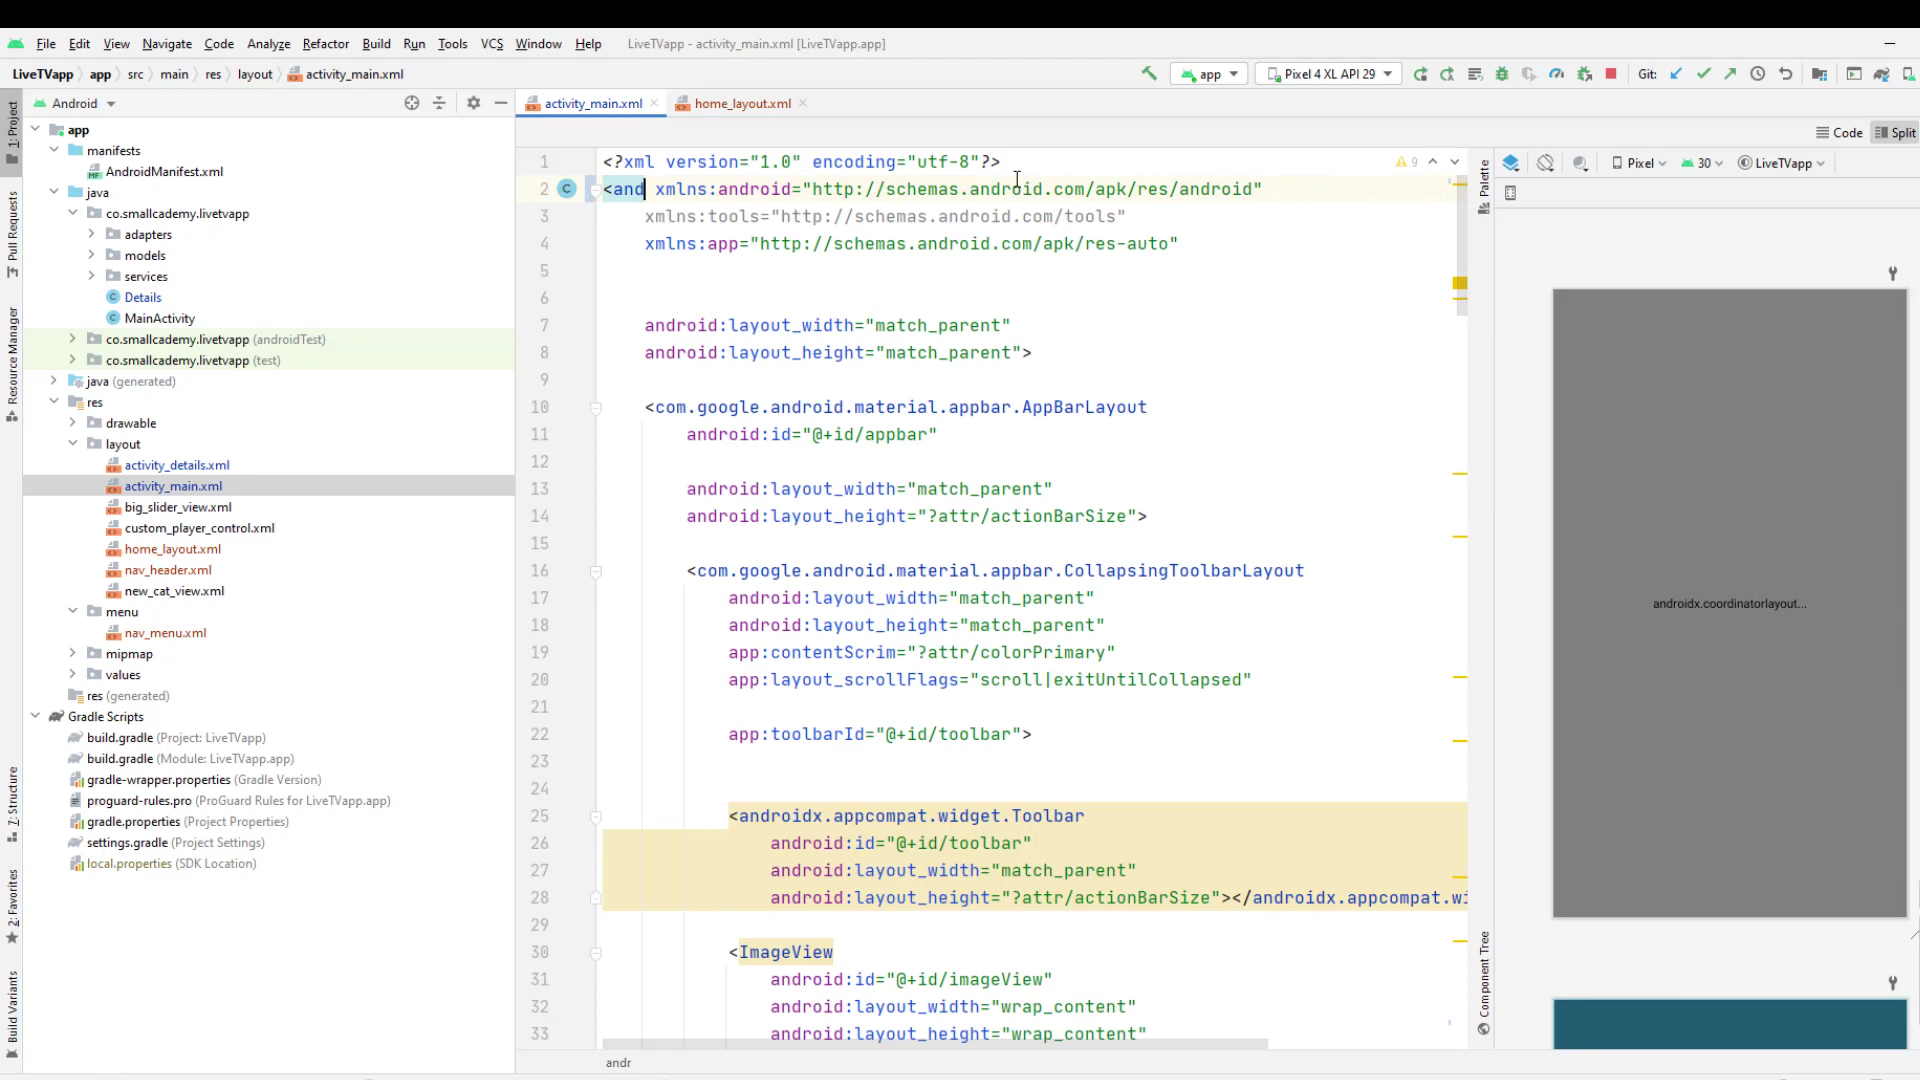 File Edit View Navigate Code Analyze Refactor Build Run Tools VCS Window Help LiveTVapp - activity_main.xml [LiveTVapp.app]
LiveTVapp app src main res layout activity_main.xml app Pixel 4 XL API 29 Git:
Android
activity_main.xml home_layout.xml
Code Split
1: Project
Pull Requests
Resource Manager
7: Structure
2: Favorites
Build Variants
app
manifests
AndroidManifest.xml
java
co.smallcademy.livetvapp
adapters
models
services
Details
MainActivity
co.smallcademy.livetvapp (androidTest)
co.smallcademy.livetvapp (test)
java (generated)
res
drawable
layout
activity_details.xml
activity_main.xml
big_slider_view.xml
custom_player_control.xml
home_layout.xml
nav_header.xml
new_cat_view.xml
menu
nav_menu.xml
mipmap
values
res (generated)
Gradle Scripts
build.gradle (Project: LiveTVapp)
build.gradle (Module: LiveTVapp.app)
gradle-wrapper.properties (Gradle Version)
proguard-rules.pro (ProGuard Rules for LiveTVapp.app)
gradle.properties (Project Properties)
settings.gradle (Project Settings)
local.properties (SDK Location)
1 <?xml version="1.0" encoding="utf-8"?>
2 <and xmlns:android="http://schemas.android.com/apk/res/android"
3 xmlns:tools="http://schemas.android.com/tools"
4 xmlns:app="http://schemas.android.com/apk/res-auto"
5
6
7 android:layout_width="match_parent"
8 android:layout_height="match_parent">
9
10 <com.google.android.material.appbar.AppBarLayout
11 android:id="@+id/appbar"
12
13 android:layout_width="match_parent"
14 android:layout_height="?attr/actionBarSize">
15
16 <com.google.android.material.appbar.CollapsingToolbarLayout
17 android:layout_width="match_parent"
18 android:layout_height="match_parent"
19 app:contentScrim="?attr/colorPrimary"
20 app:layout_scrollFlags="scroll|exitUntilCollapsed"
21
22 app:toolbarId="@+id/toolbar">
23
24
25 <androidx.appcompat.widget.Toolbar
26 android:id="@+id/toolbar"
27 android:layout_width="match_parent"
28 android:layout_height="?attr/actionBarSize"></androidx.appcompat.wi
29
30 <ImageView
31 android:id="@+id/imageView"
32 android:layout_width="wrap_content"
33 android:layout_height="wrap_content"
9
andr
Palette
Component Tree
Pixel 30 LiveTVapp
androidx.coordinatorlayout...